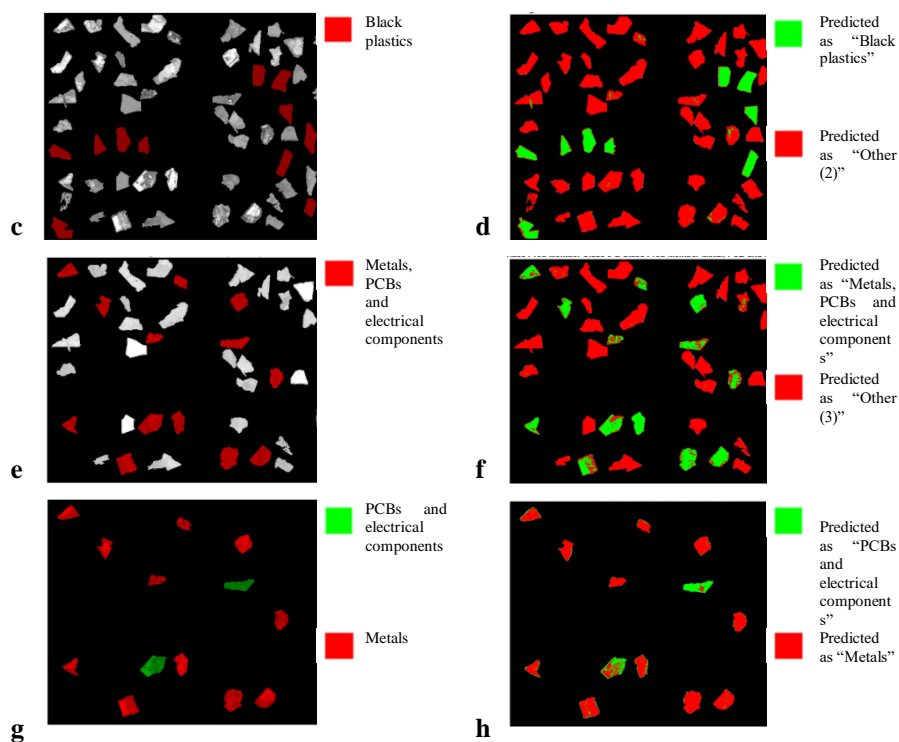 Black
plastics
c
Predicted
as “Black
plastics”
Predicted
as “Other
(2)”
d
Metals,
PCBs
and
electrical
components
e
Predicted
as “Metals,
PCBs and
electrical
component
s”
Predicted
as “Other
(3)”
f
PCBs and
electrical
components
Metals
g
Predicted
as “PCBs
and
electrical
component
s”
Predicted
as “Metals”
h